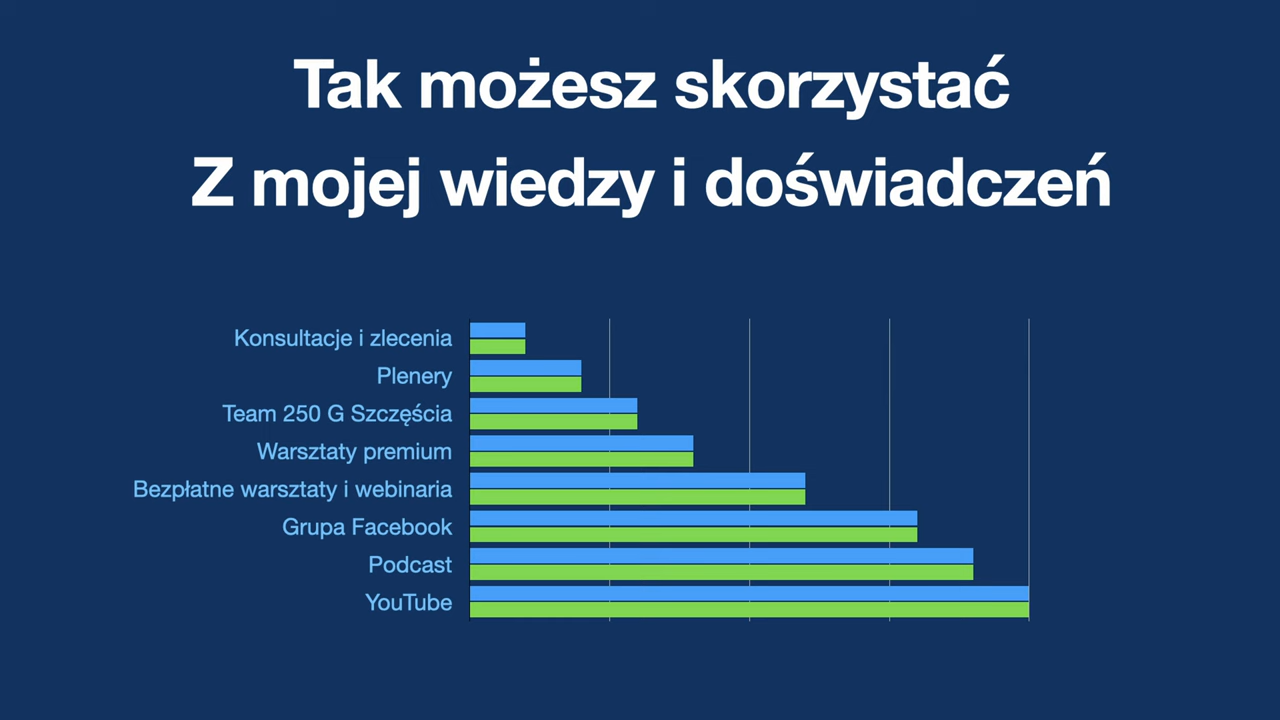 Tak możesz skorzystać
Z mojej wiedzy i doświadczeń
Konsultacje i zlecenia
Plenery
Team 250 G Szczęścia
Warsztaty premium
Bezpłatne warsztaty i webinaria
Grupa Facebook
Podcast
YouTube